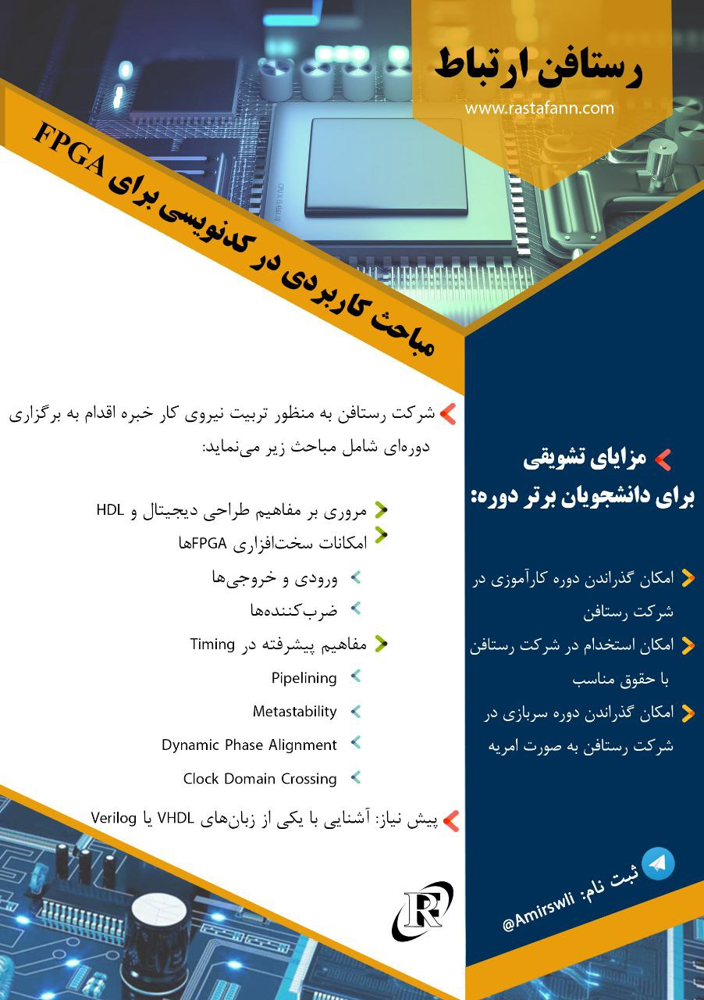 رستافن ارتباط
www.rastafann.com
مباحث کاربردی در کدنویسی برای FPGA
شرکت رستافن به منظور تربیت نیروی کار خبره اقدام به برگزاری
دوره‌ای شامل مباحث زیر می‌نماید:
مروری بر مفاهیم طراحی دیجیتال و HDL
امکانات سخت‌افزاری FPGAها
ورودی و خروجی‌ها
ضرب‌کننده‌ها
مفاهیم پیشرفته در Timing
Pipelining
Metastability
Dynamic Phase Alignment
Clock Domain Crossing
پیش نیاز: آشنایی با یکی از زبان‌های VHDL یا Verilog
مزایای تشویقی
برای دانشجویان برتر دوره:
امکان گذراندن دوره کارآموزی در
شرکت رستافن
امکان استخدام در شرکت رستافن
با حقوق مناسب
امکان گذراندن دوره سربازی در
شرکت رستافن به صورت امریه
ثبت نام: @Amirswli
RF